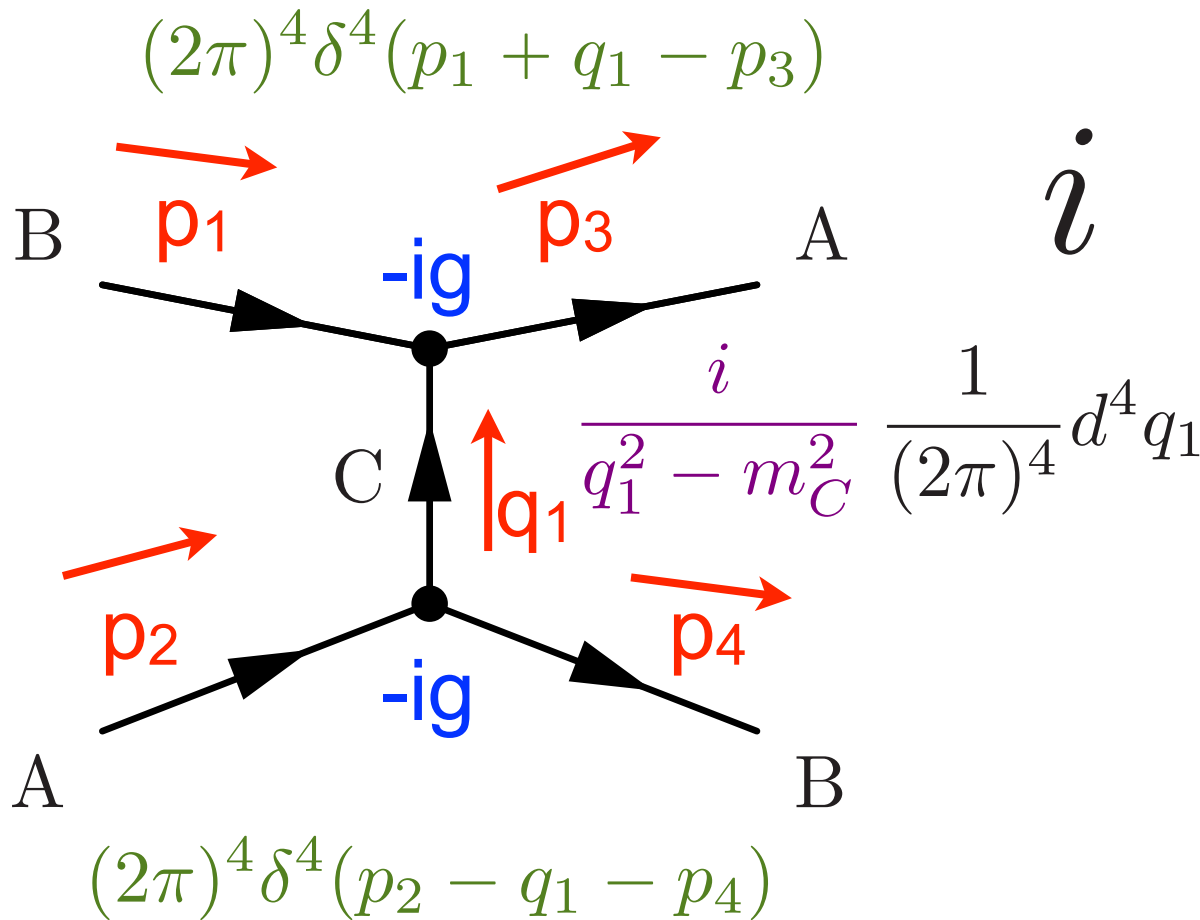 (2π)⁴δ⁴(p₁ + q₁ − p₃)
i
B p₁ p₃ A
-ig
i / (q₁² − m_C²) 1 / (2π)⁴ d⁴q₁
C q₁
p₂ p₄
-ig
A B
(2π)⁴δ⁴(p₂ − q₁ − p₄)